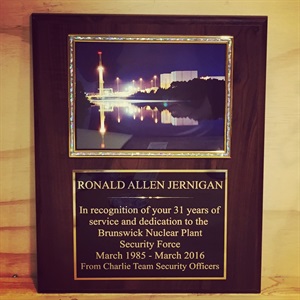 RONALD ALLEN JERNIGAN
In recognition of your 31 years of
service and dedication to the
Brunswick Nuclear Plant
Security Force
March 1985 - March 2016
From Charlie Team Security Officers